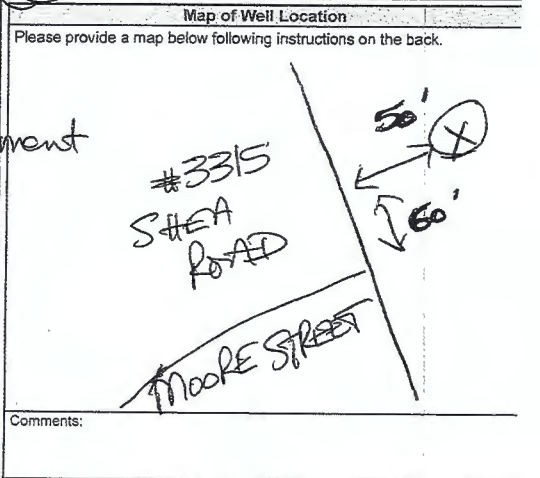 Map of Well Location
Please provide a map below following instructions on the back.
50'
X
#3315
SHEA
ROAD
60'
MOORE STREET
Comments: